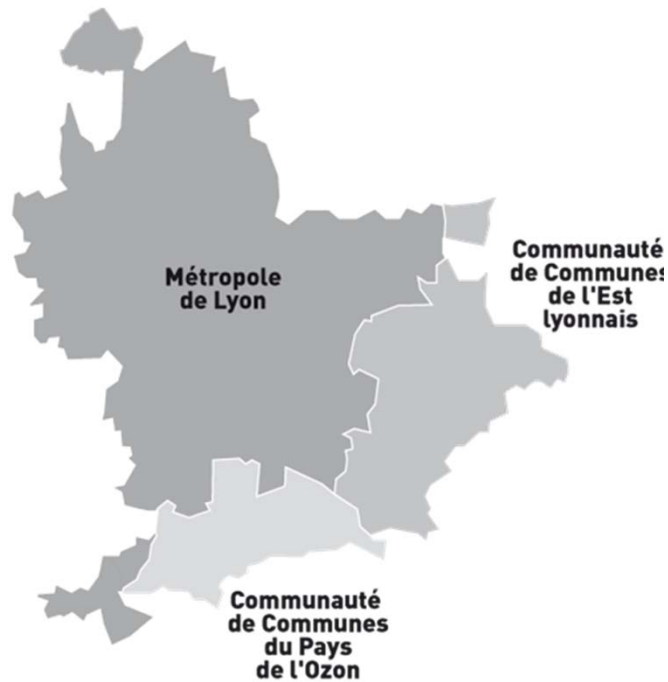 Métropole
de Lyon
Communauté
de Communes
de l'Est
lyonnais
Communauté
de Communes
du Pays
de l'Ozon